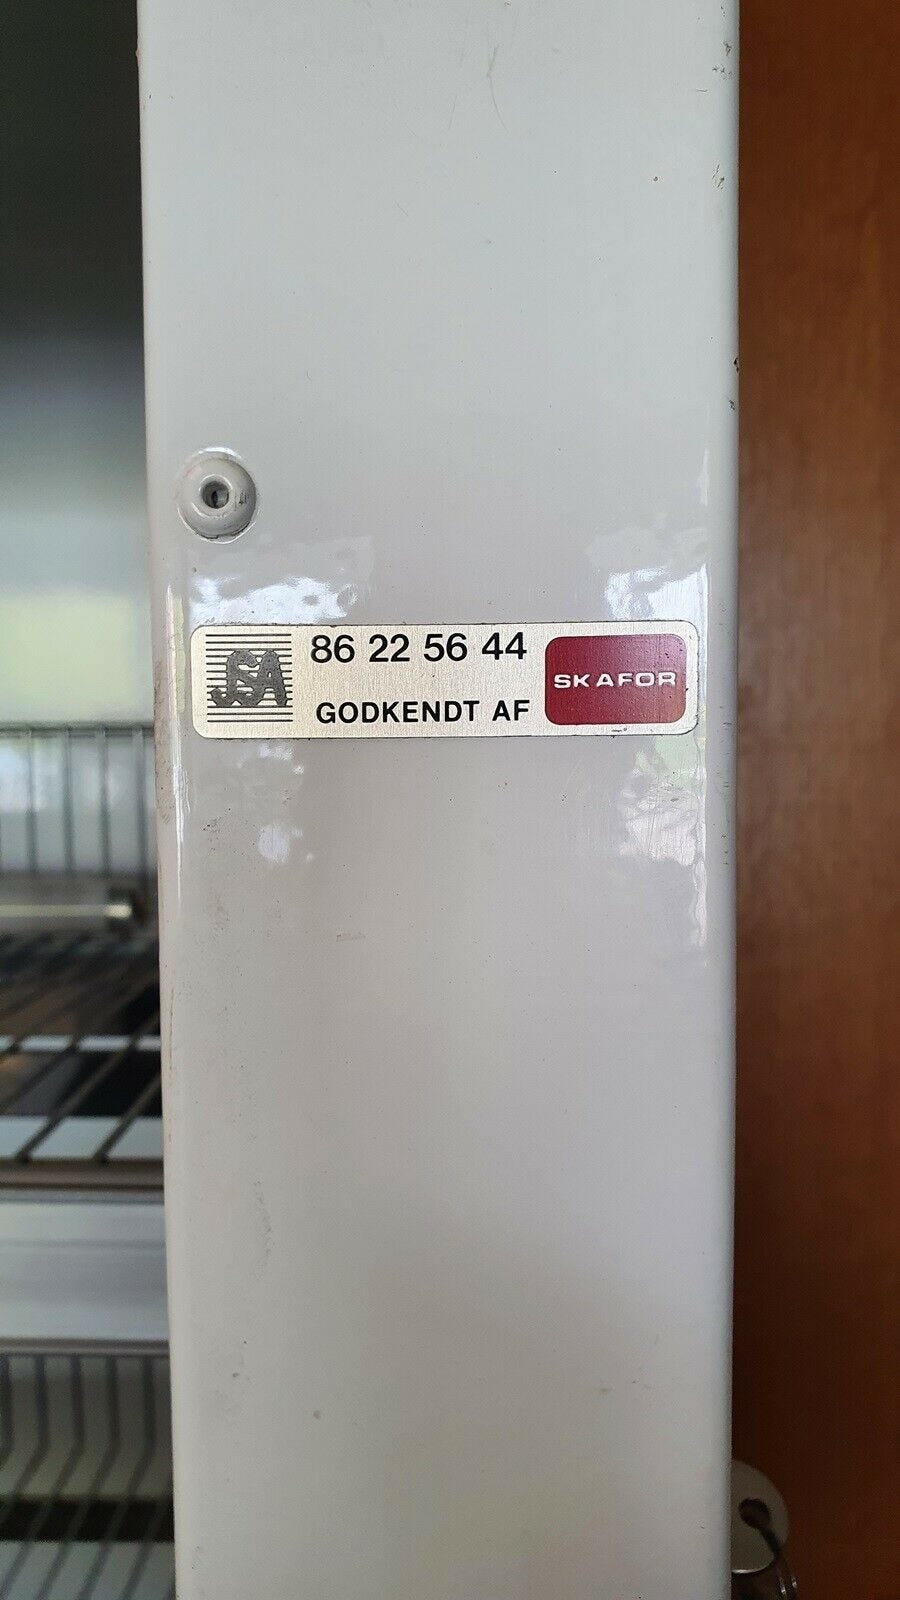 JSA
86 22 56 44
GODKENDT AF
SKAFOR